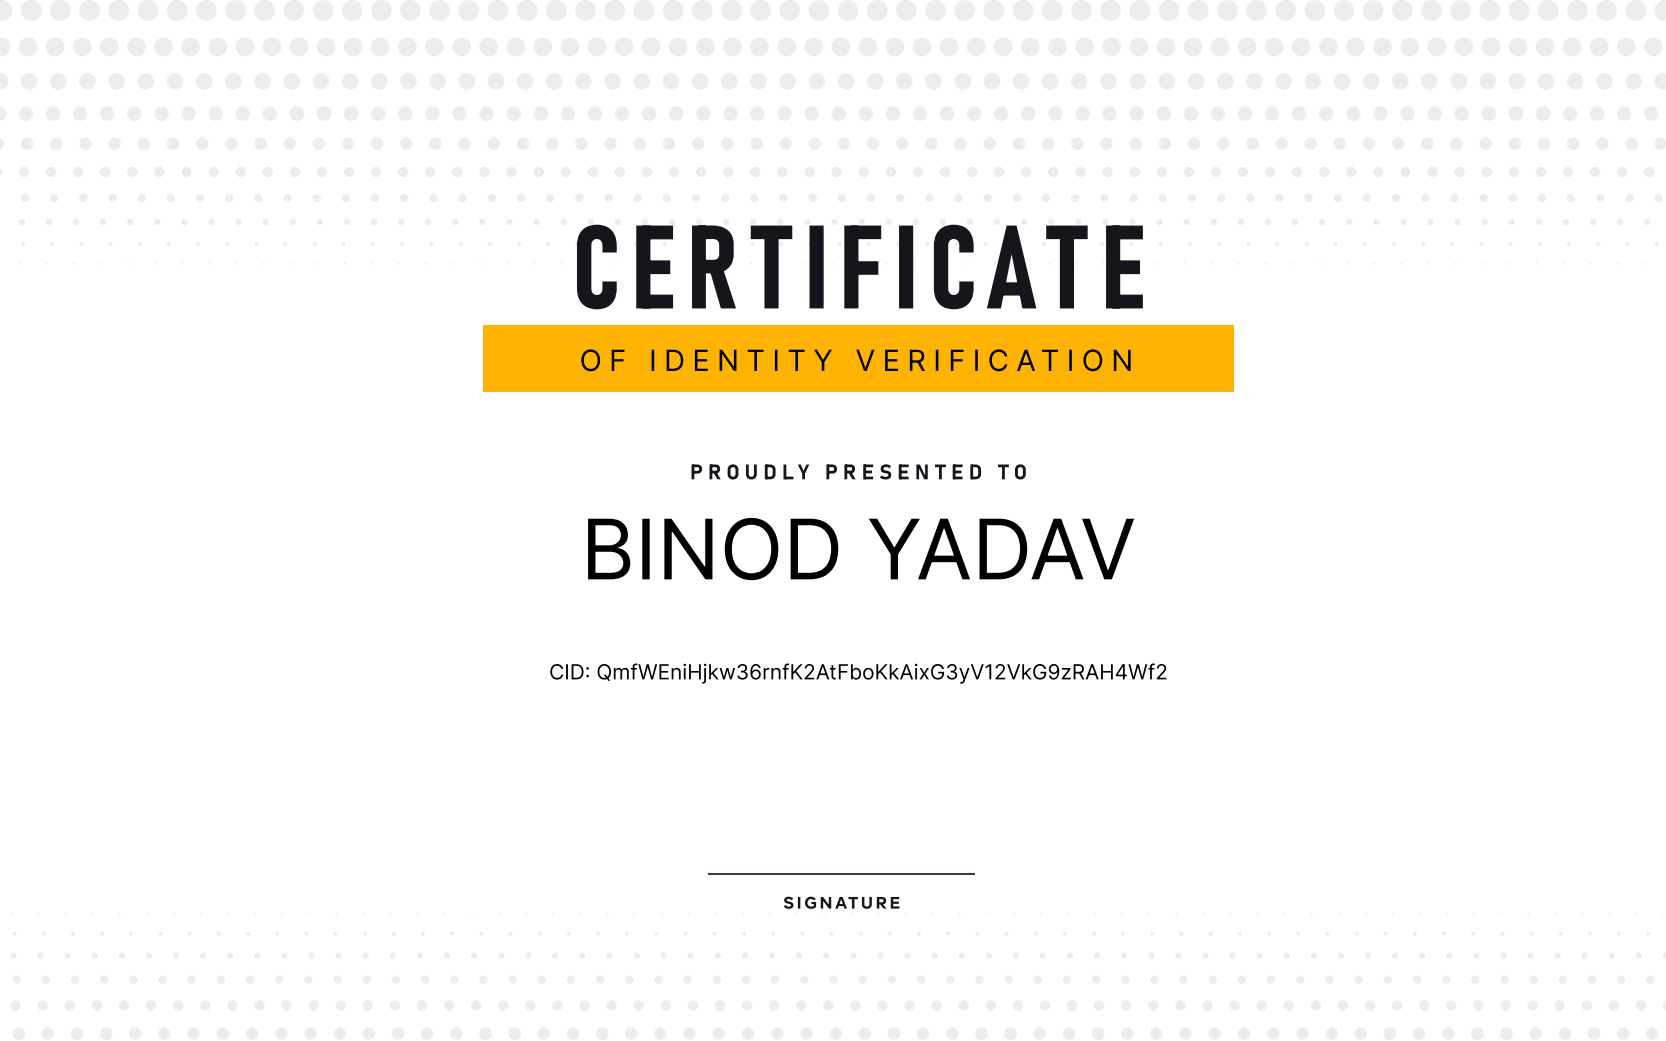 CERTIFICATE
OF IDENTITY VERIFICATION
PROUDLY PRESENTED TO
BINOD YADAV
CID: QmfWEniHjkw36rnfK2AtFboKkAixG3yV12VkG9zRAH4Wf2
SIGNATURE